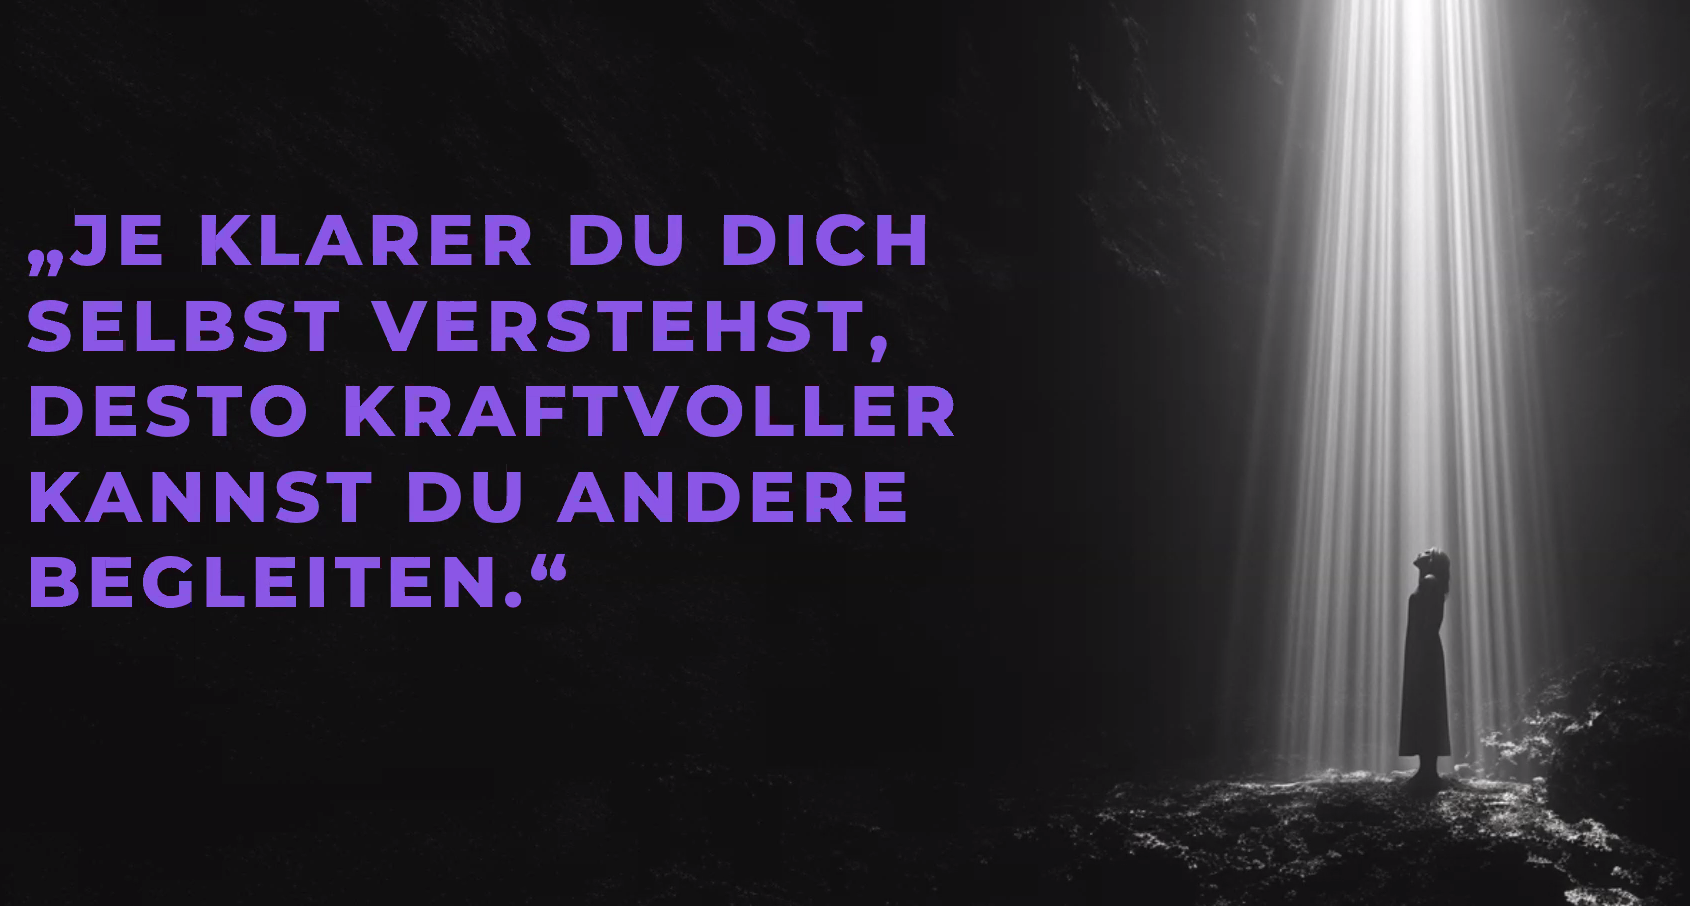 „JE KLARER DU DICH
SELBST VERSTEHST,
DESTO KRAFTVOLLER
KANNST DU ANDERE
BEGLEITEN.“